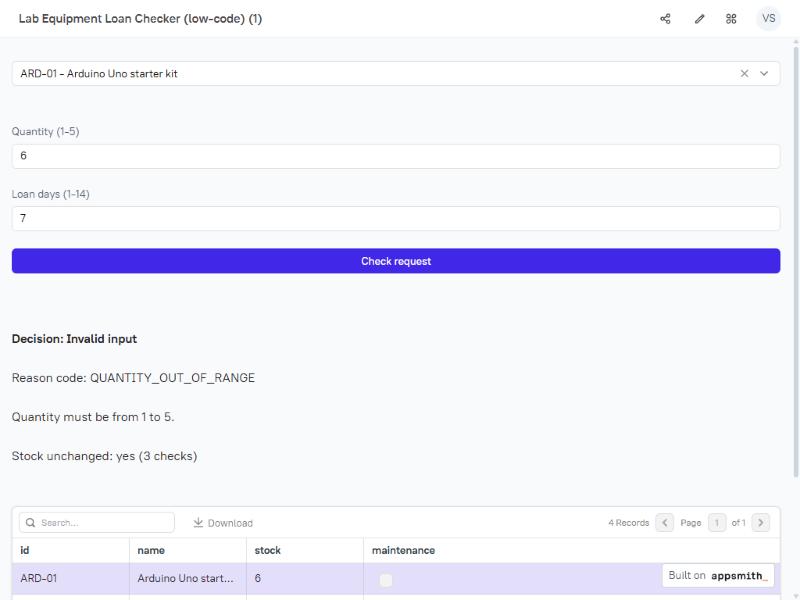 Lab Equipment Loan Checker (low-code) (1)
VS
ARD-01 - Arduino Uno starter kit
Quantity (1-5)
6
Loan days (1-14)
7
Check request
Decision: Invalid input
Reason code: QUANTITY_OUT_OF_RANGE
Quantity must be from 1 to 5.
Stock unchanged: yes (3 checks)
Search... Download 4 Records Page 1 of 1
id name stock maintenance
ARD-01 Arduino Uno start... 6
Built on appsmith_